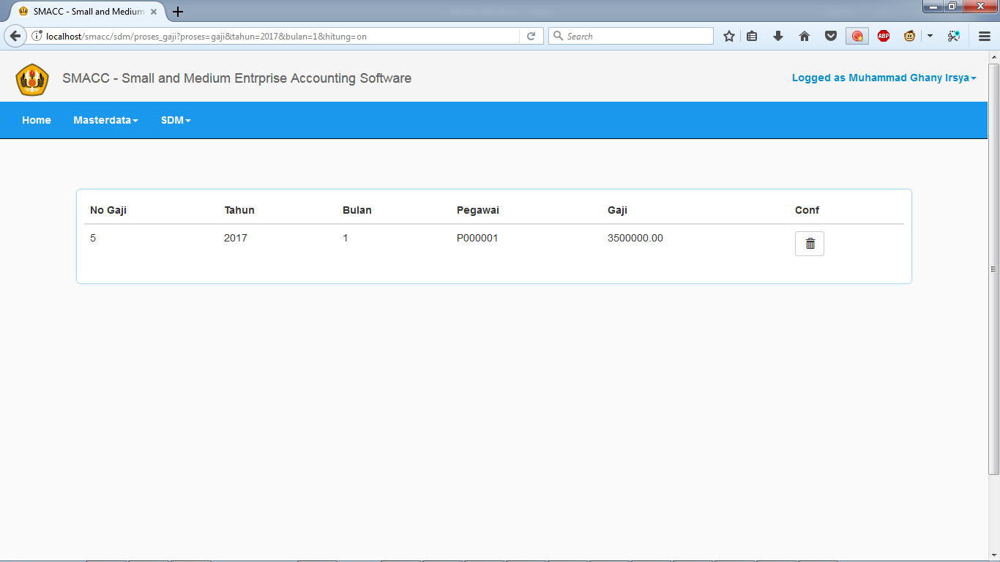 SMACC - Small and Medium
localhost/smacc/sdm/proses_gaji?proses=gaji&tahun=2017&bulan=1&hitung=on
Search
ABP
SMACC - Small and Medium Entrprise Accounting Software
Logged as Muhammad Ghany Irsya
Home Masterdata SDM
No Gaji Tahun Bulan Pegawai Gaji Conf
5 2017 1 P000001 3500000.00